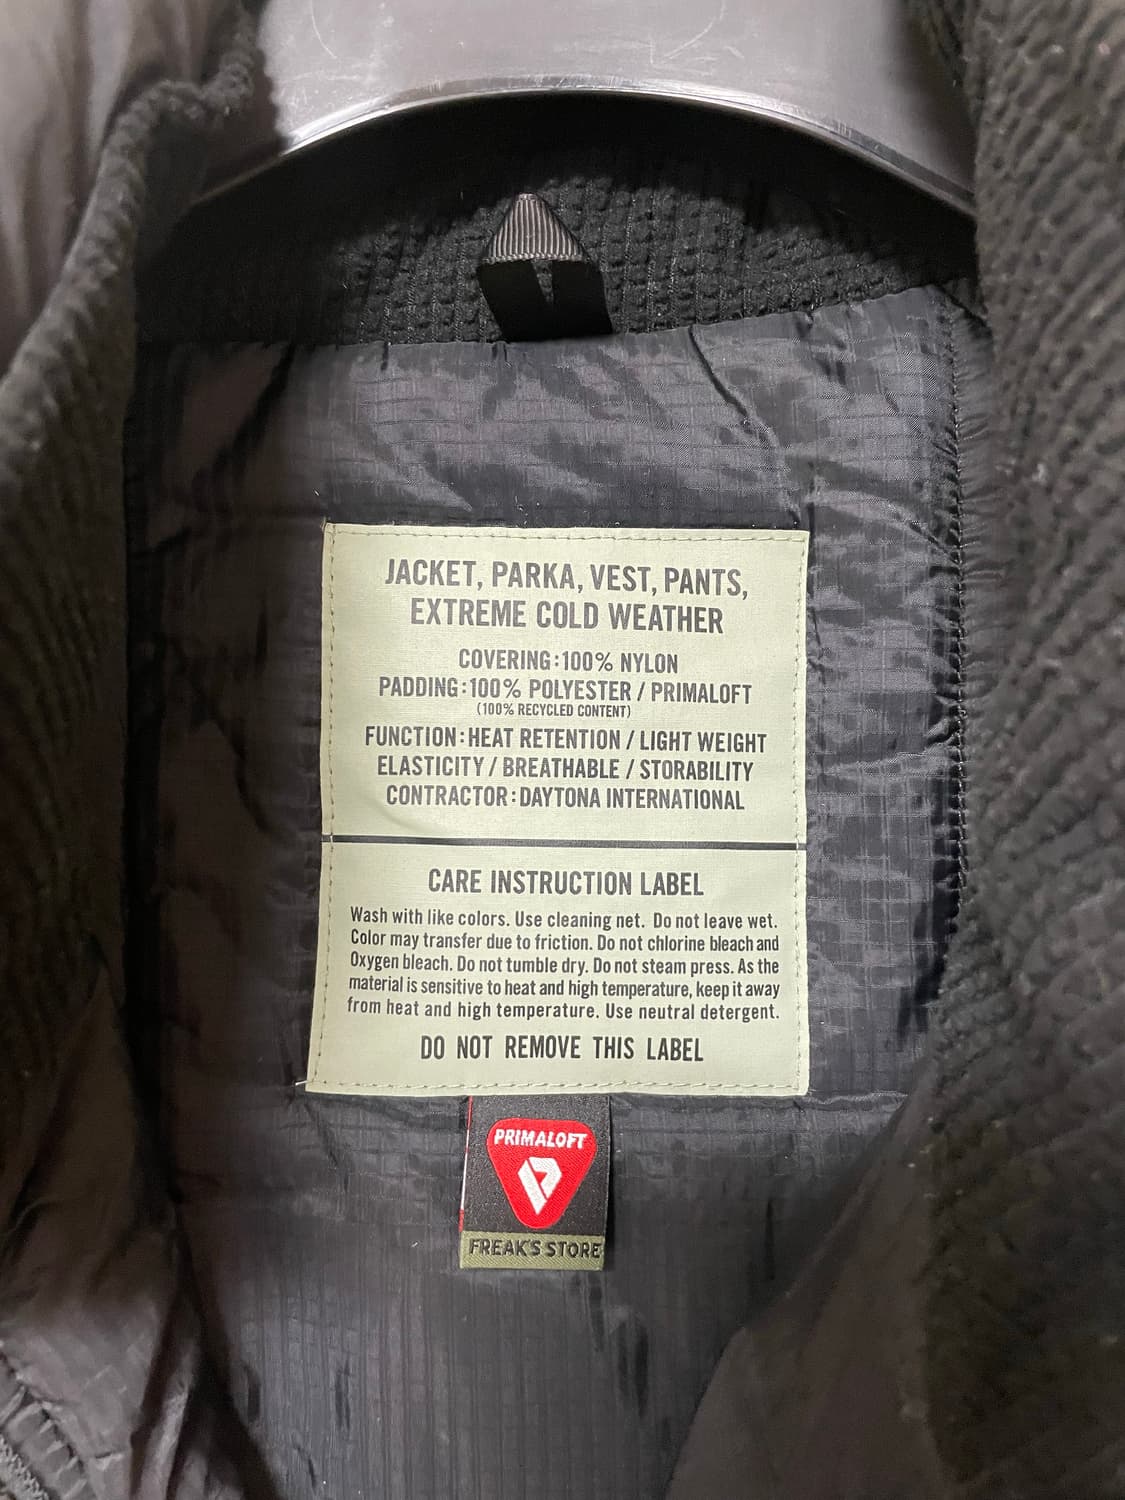 JACKET, PARKA, VEST, PANTS,
EXTREME COLD WEATHER
COVERING:100% NYLON
PADDING:100% POLYESTER / PRIMALOFT
(100% RECYCLED CONTENT)
FUNCTION:HEAT RETENTION / LIGHT WEIGHT
ELASTICITY / BREATHABLE / STORABILITY
CONTRACTOR:DAYTONA INTERNATIONAL
CARE INSTRUCTION LABEL
Wash with like colors. Use cleaning net. Do not leave wet.
Color may transfer due to friction. Do not chlorine bleach and
Oxygen bleach. Do not tumble dry. Do not steam press. As the
material is sensitive to heat and high temperature, keep it away
from heat and high temperature. Use neutral detergent.
DO NOT REMOVE THIS LABEL
PRIMALOFT
FREAK'S STORE